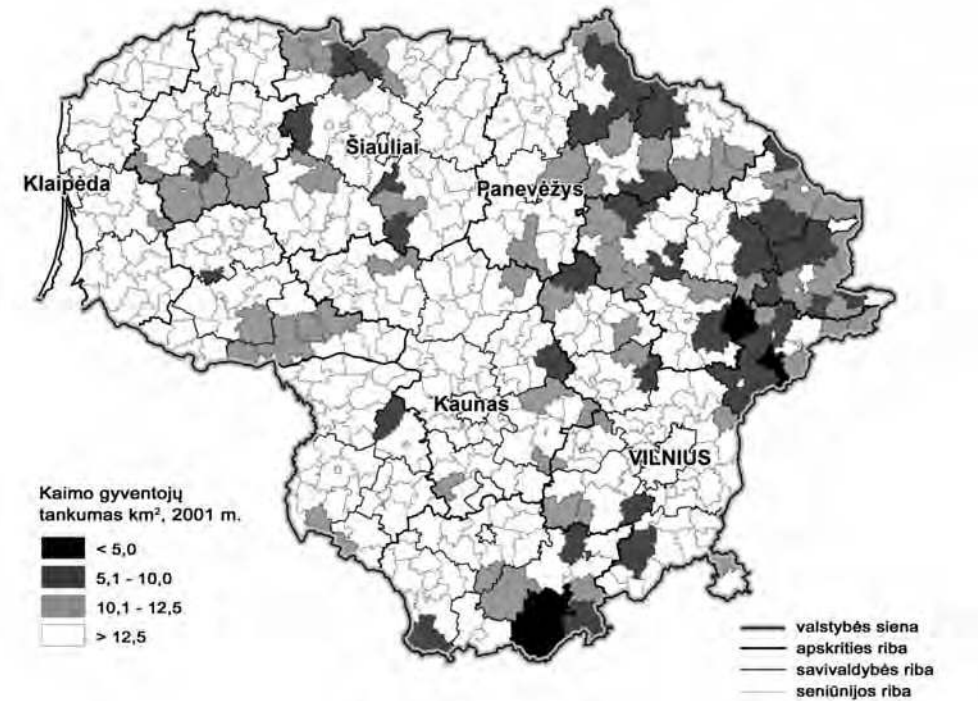 Šiauliai
Klaipėda
Panevėžys
Kaunas
VILNIUS
Kaimo gyventojų
tankumas km², 2001 m.
< 5,0
5,1 - 10,0
10,1 - 12,5
> 12,5
valstybės siena
apskrities riba
savivaldybės riba
seniūnijos riba